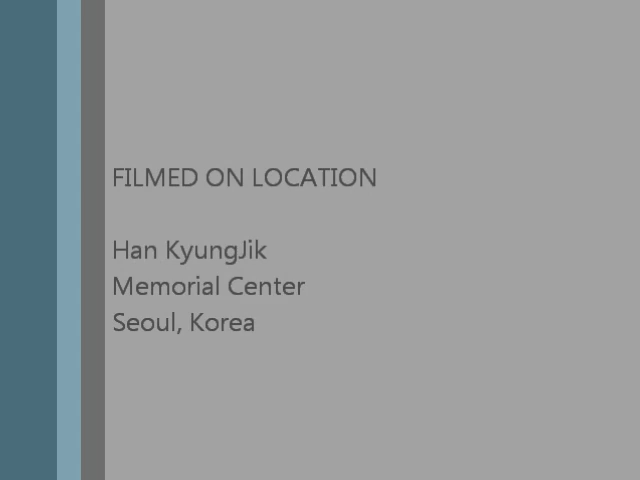 FILMED ON LOCATION
Han KyungJik
Memorial Center
Seoul, Korea